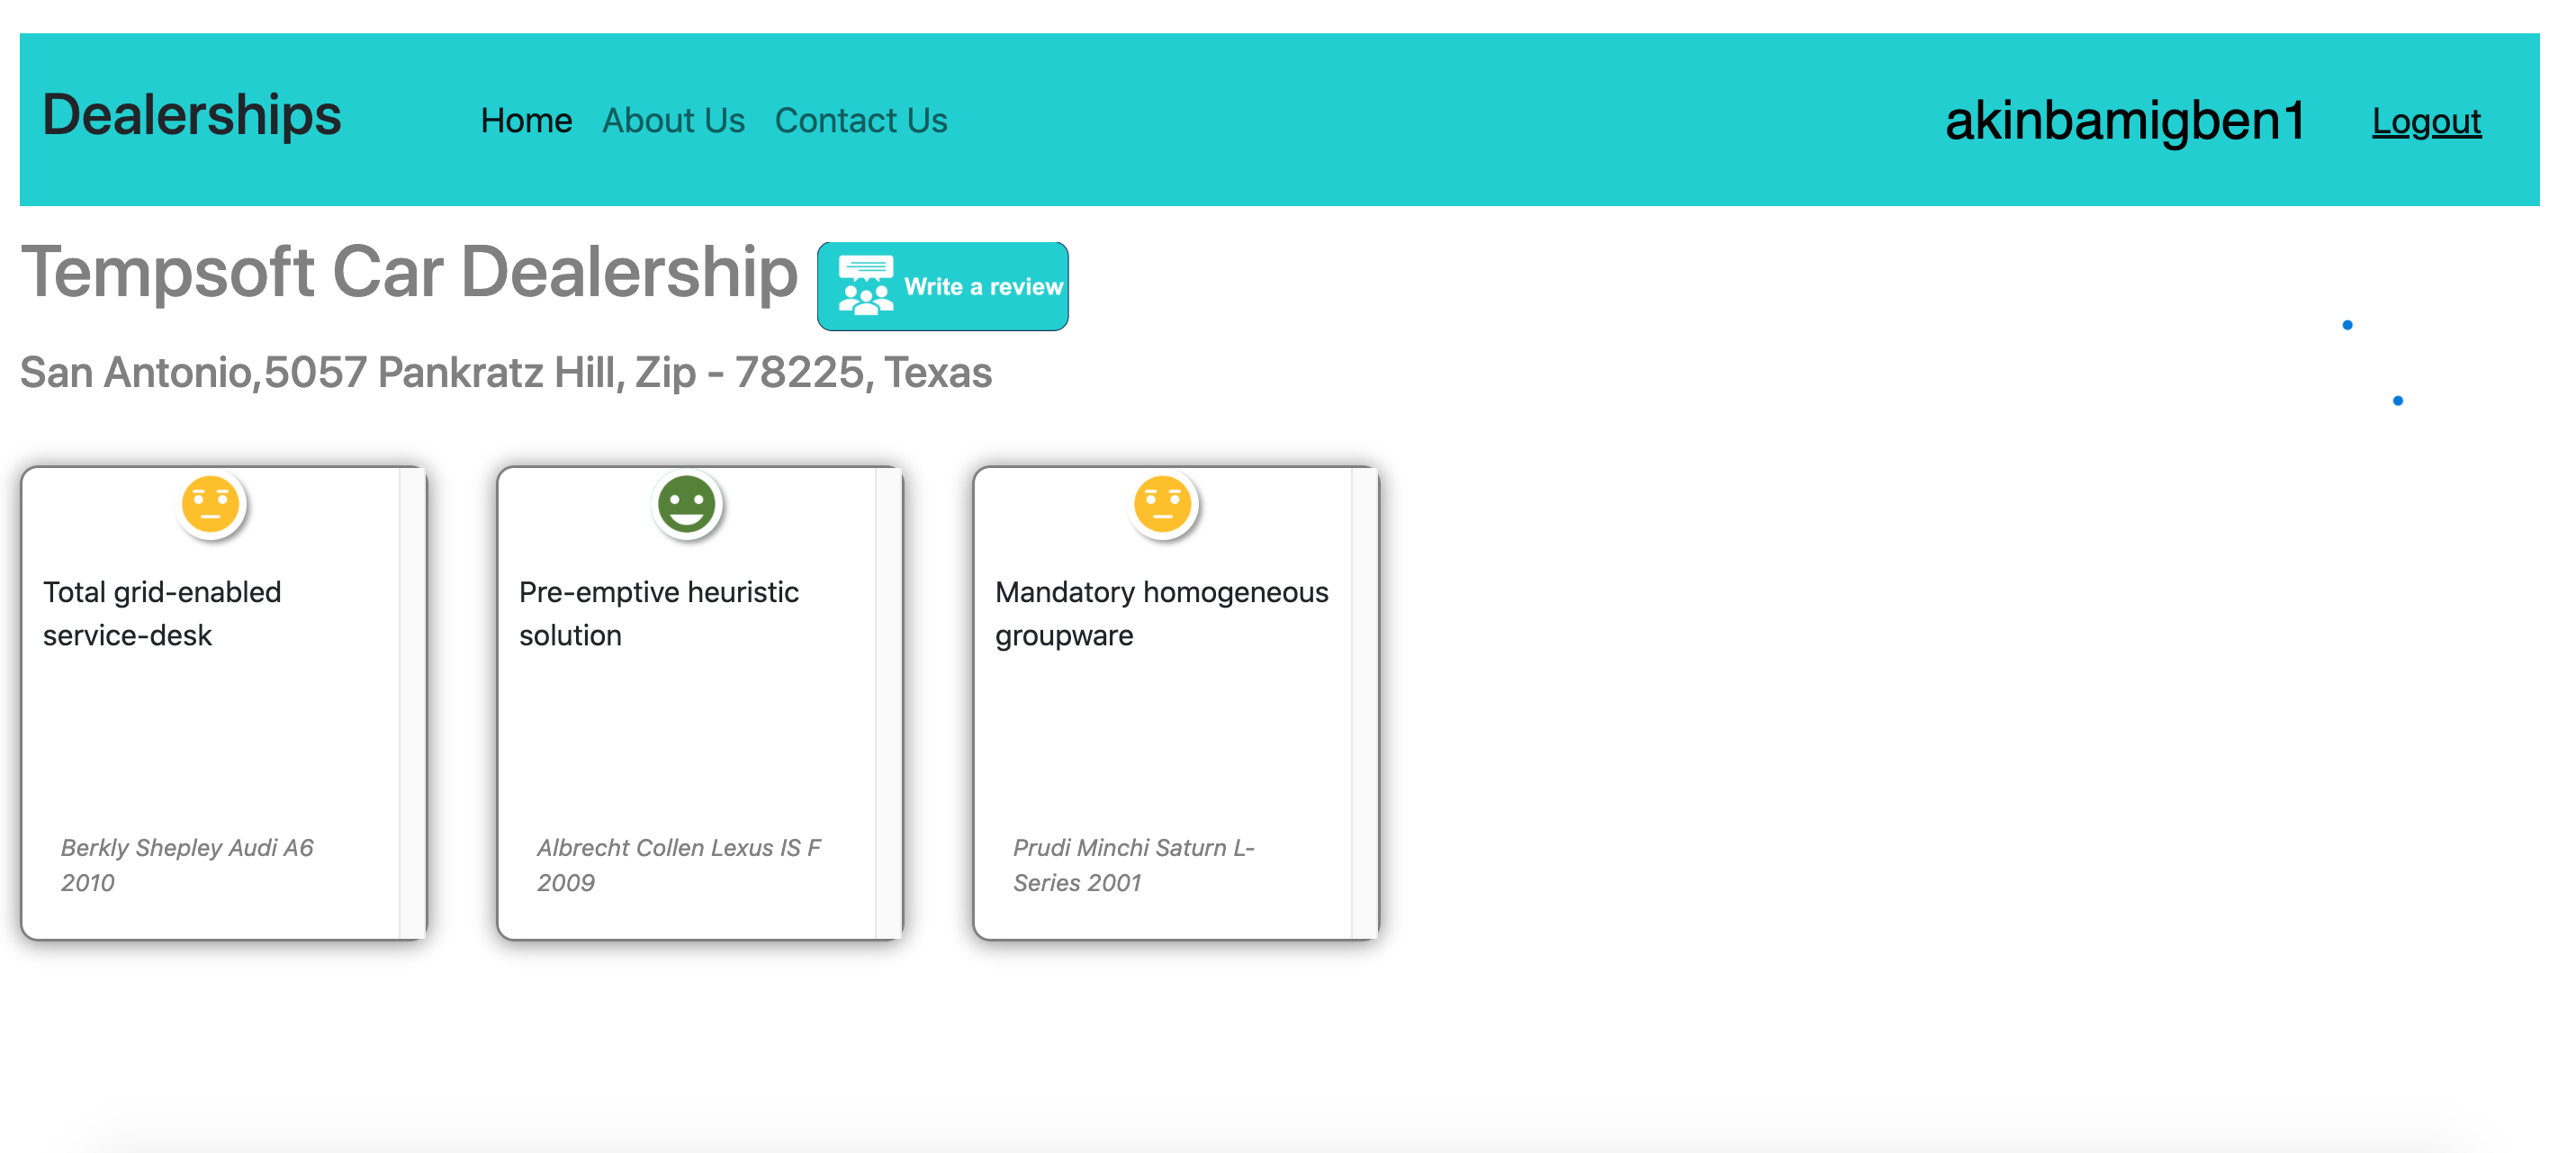 Dealerships
Home About Us Contact Us
akinbamigben1 Logout
Tempsoft Car Dealership
Write a review
San Antonio,5057 Pankratz Hill, Zip - 78225, Texas
Total grid-enabled
service-desk
Berkly Shepley Audi A6
2010
Pre-emptive heuristic
solution
Albrecht Collen Lexus IS F
2009
Mandatory homogeneous
groupware
Prudi Minchi Saturn L-
Series 2001